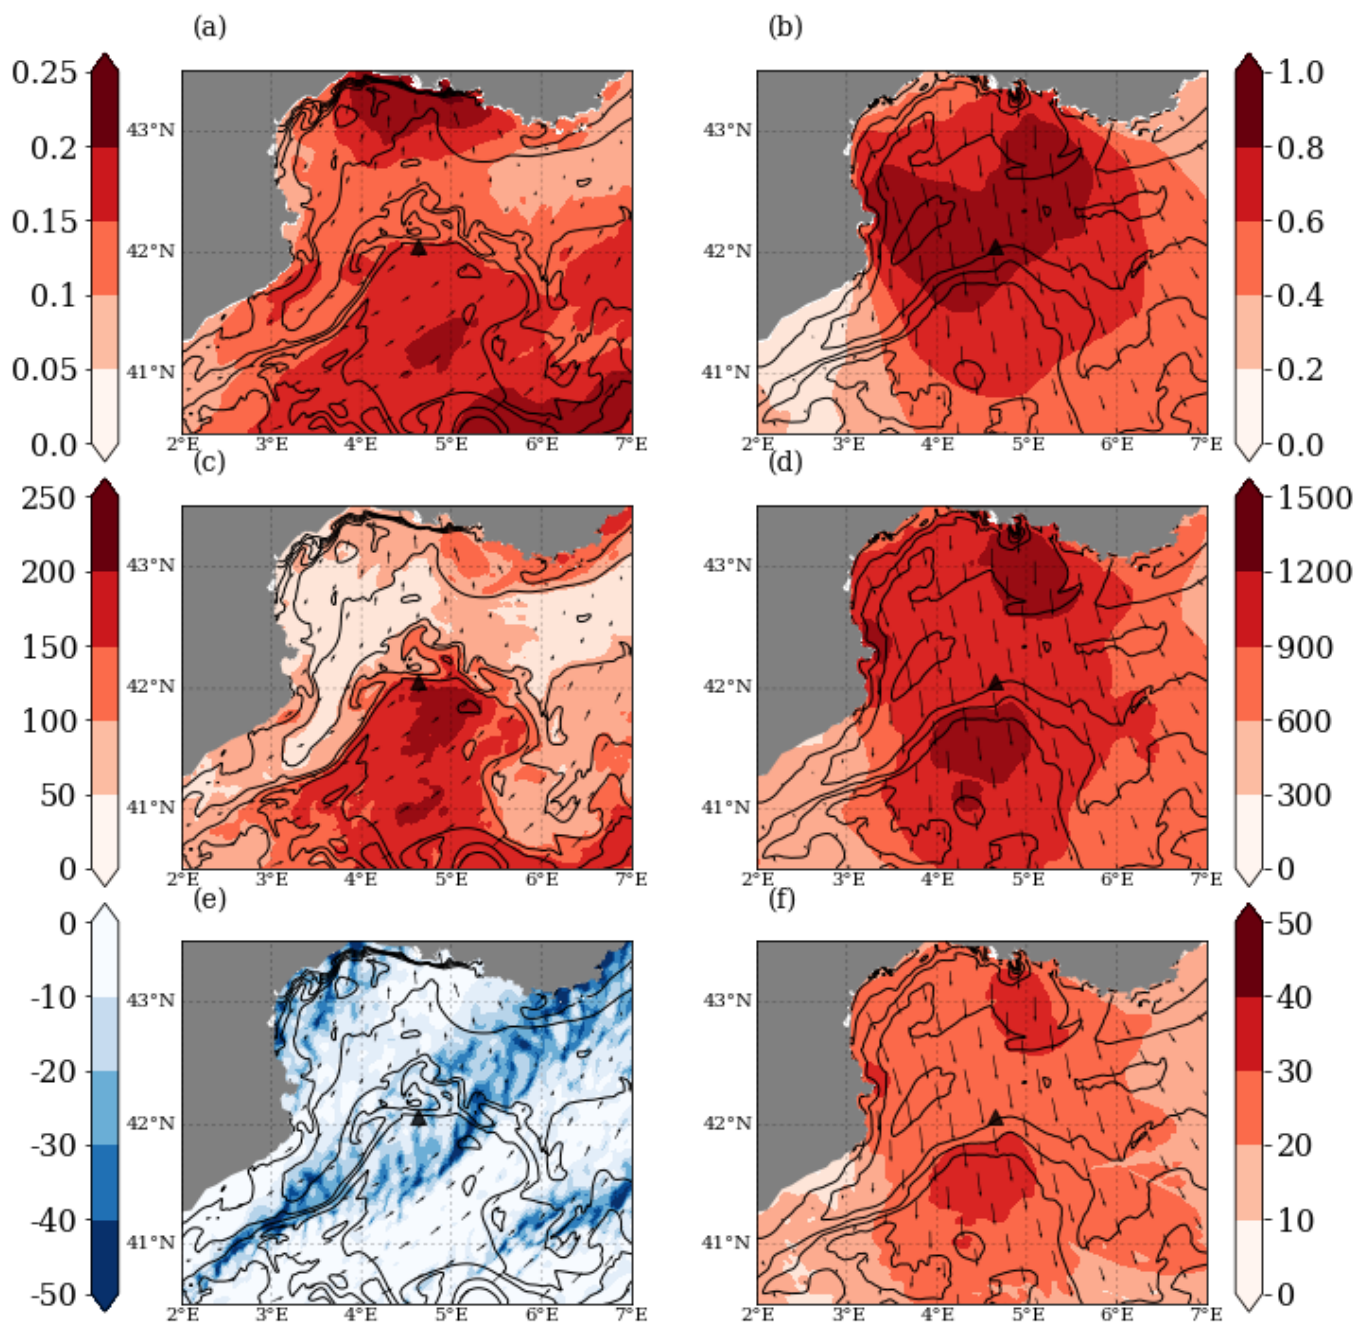 (a) (b)
0.25
0.2
0.15
0.1
0.05
0.0
43°N
42°N
41°N
2°E 3°E 4°E 5°E 6°E 7°E
43°N
42°N
41°N
2°E 3°E 4°E 5°E 6°E 7°E
1.0
0.8
0.6
0.4
0.2
0.0
(c) (d)
250
200
150
100
50
0
43°N
42°N
41°N
2°E 3°E 4°E 5°E 6°E 7°E
43°N
42°N
41°N
2°E 3°E 4°E 5°E 6°E 7°E
1500
1200
900
600
300
0
(e) (f)
0
-10
-20
-30
-40
-50
43°N
42°N
41°N
2°E 3°E 4°E 5°E 6°E 7°E
43°N
42°N
41°N
2°E 3°E 4°E 5°E 6°E 7°E
50
40
30
20
10
0